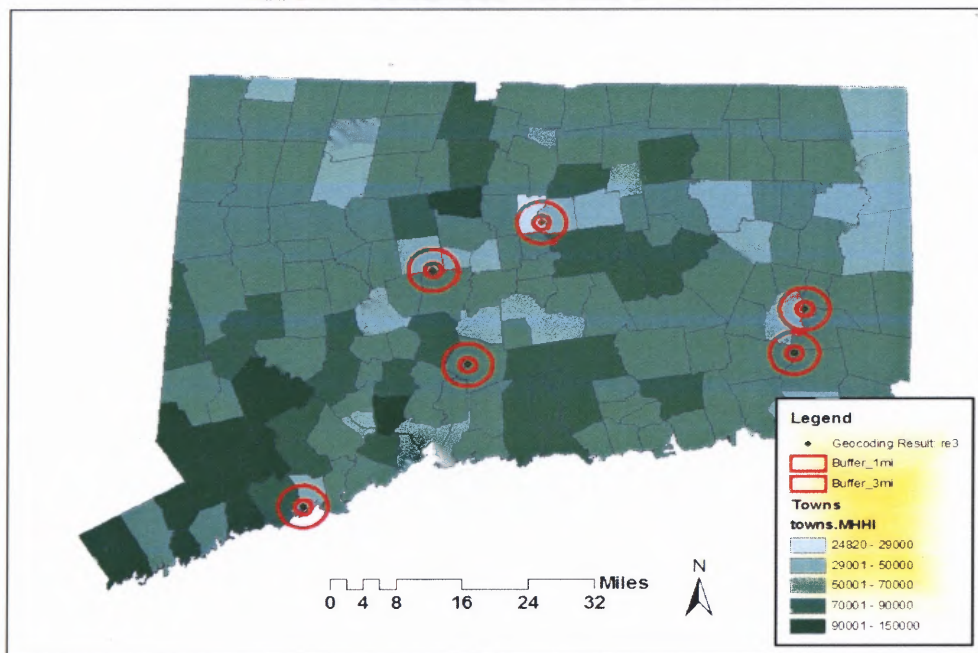 Legend
Geocoding Result: re3
Buffer_1mi
Buffer_3mi
Towns
towns.MHHI
24820 - 29000
29001 - 50000
50001 - 70000
70001 - 90000
90001 - 150000
N
Miles
0 4 8 16 24 32